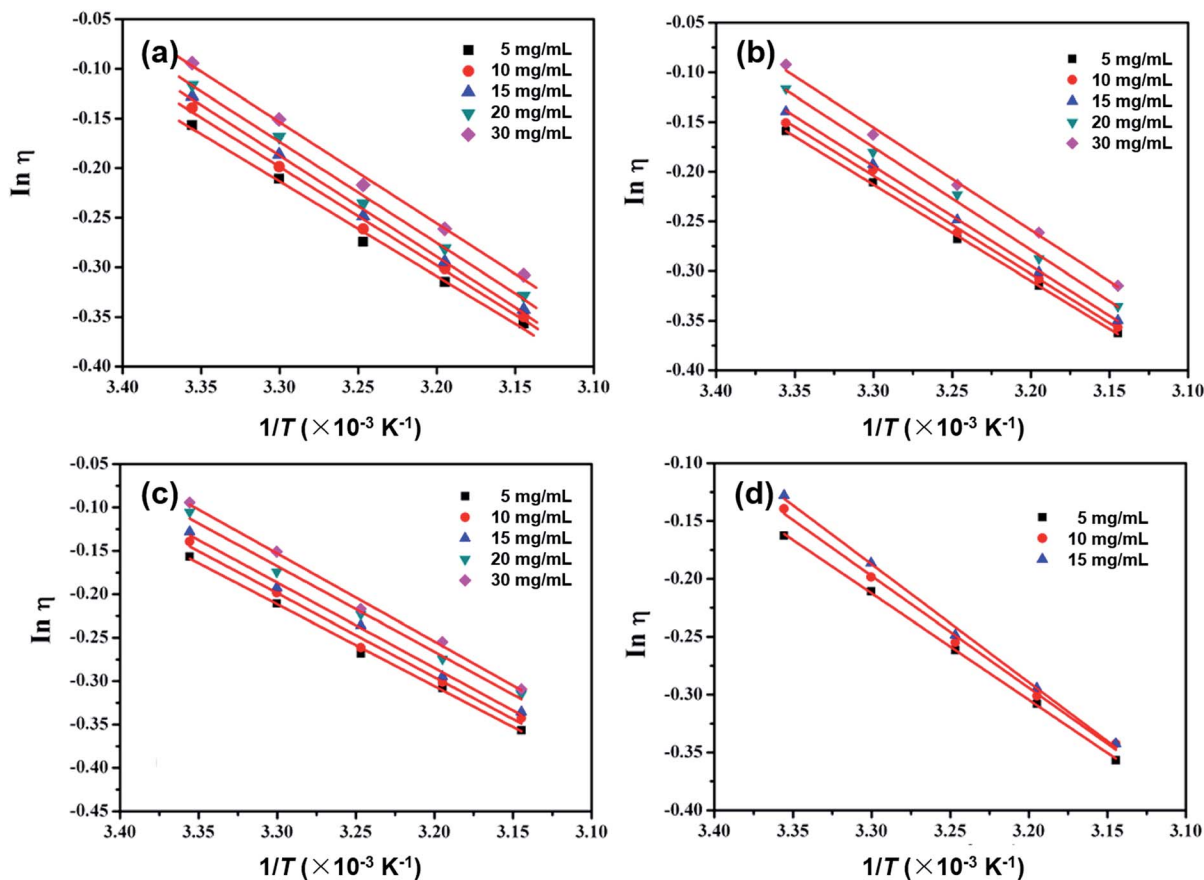 (a)
5 mg/mL
10 mg/mL
15 mg/mL
20 mg/mL
30 mg/mL
-0.05
-0.10
-0.15
-0.20
-0.25
-0.30
-0.35
-0.40
In η
3.40 3.35 3.30 3.25 3.20 3.15 3.10
1/T (×10⁻³ K⁻¹)
(b)
5 mg/mL
10 mg/mL
15 mg/mL
20 mg/mL
30 mg/mL
-0.05
-0.10
-0.15
-0.20
-0.25
-0.30
-0.35
-0.40
In η
3.40 3.35 3.30 3.25 3.20 3.15 3.10
1/T (×10⁻³ K⁻¹)
(c)
5 mg/mL
10 mg/mL
15 mg/mL
20 mg/mL
30 mg/mL
-0.05
-0.10
-0.15
-0.20
-0.25
-0.30
-0.35
-0.40
-0.45
In η
3.40 3.35 3.30 3.25 3.20 3.15 3.10
1/T (×10⁻³ K⁻¹)
(d)
5 mg/mL
10 mg/mL
15 mg/mL
-0.10
-0.15
-0.20
-0.25
-0.30
-0.35
-0.40
In η
3.40 3.35 3.30 3.25 3.20 3.15 3.10
1/T (×10⁻³ K⁻¹)